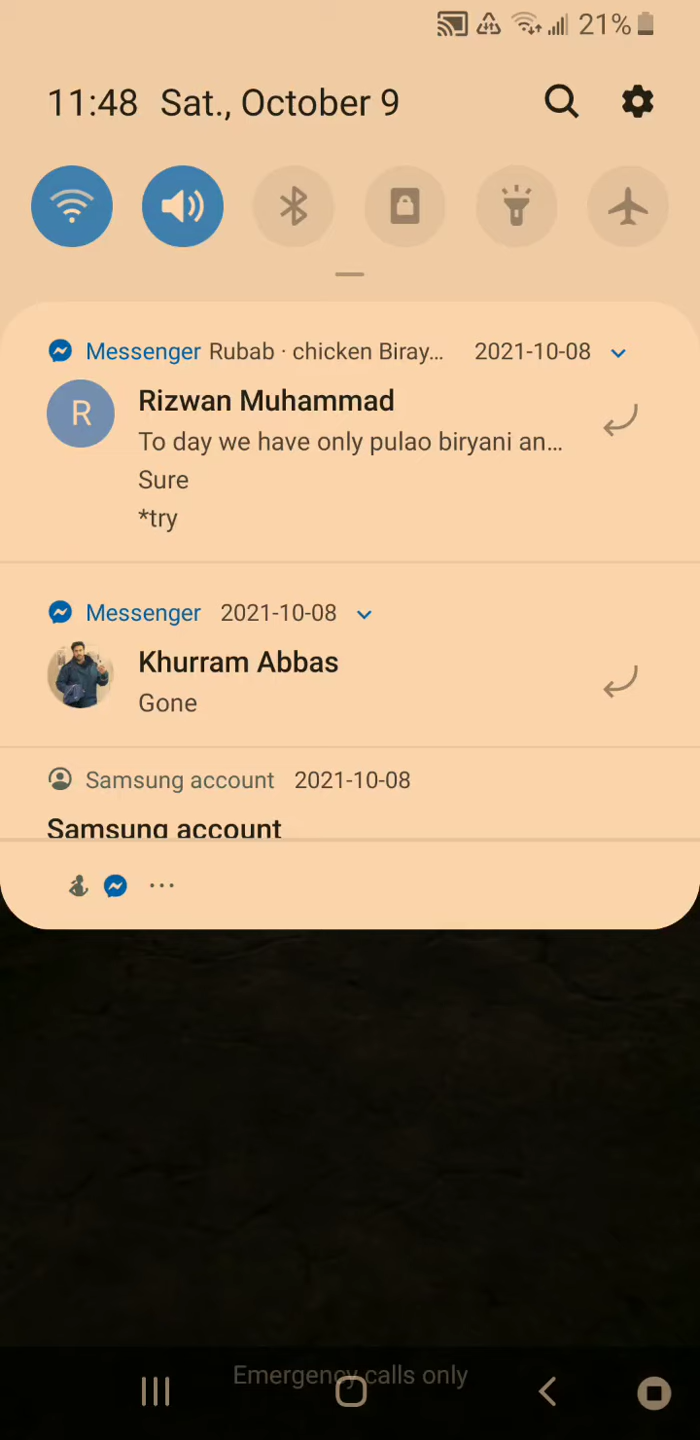 21%
11:48 Sat., October 9
Messenger Rubab · chicken Biray... 2021-10-08
R
Rizwan Muhammad
To day we have only pulao biryani an...
Sure
*try
Messenger 2021-10-08
Khurram Abbas
Gone
Samsung account 2021-10-08
Samsung account
Emergency calls only